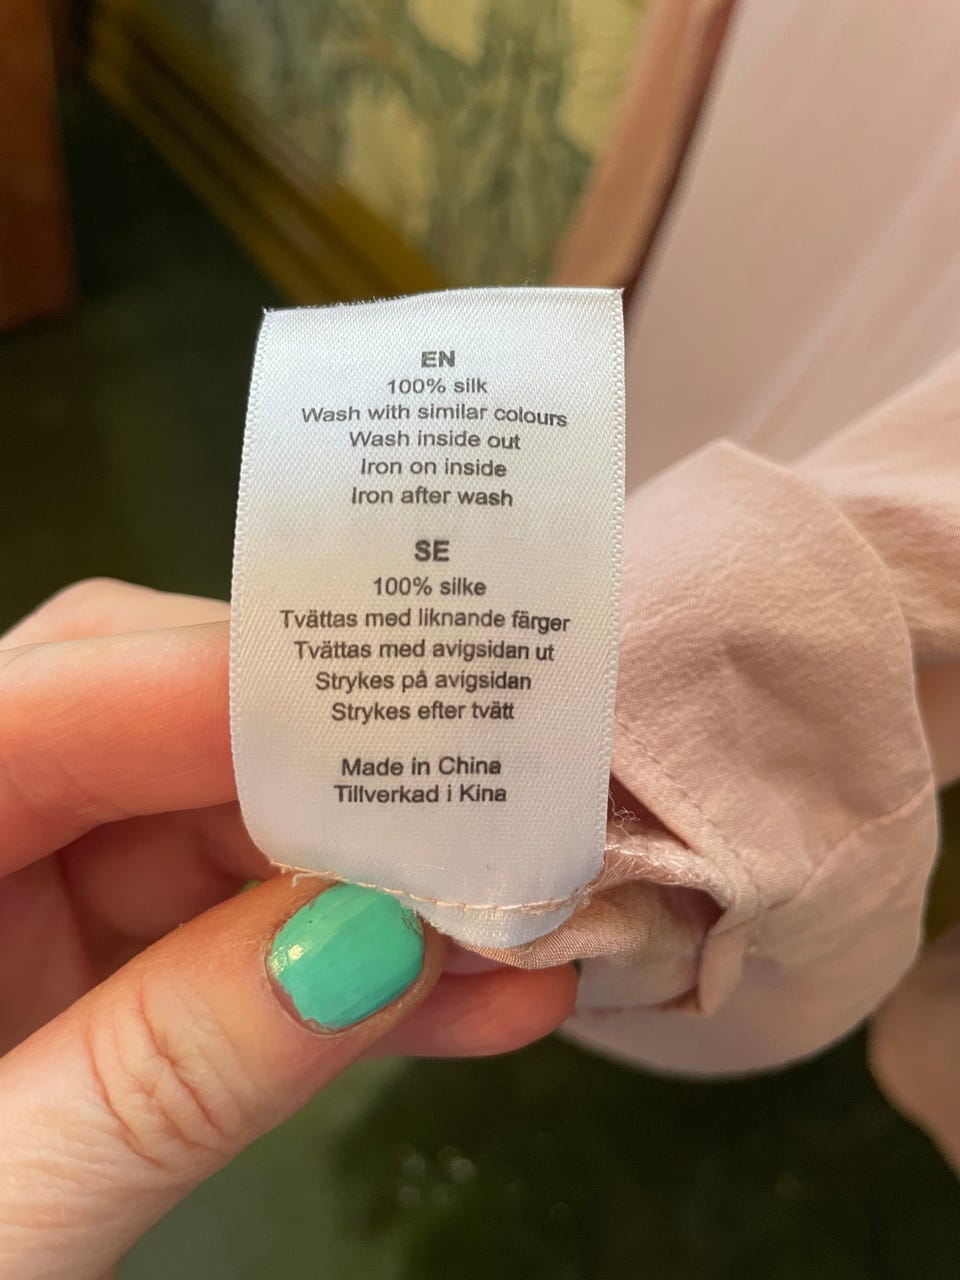 EN
100% silk
Wash with similar colours
Wash inside out
Iron on inside
Iron after wash
SE
100% silke
Tvättas med liknande färger
Tvättas med avigsidan ut
Strykes på avigsidan
Strykes efter tvätt
Made in China
Tillverkad i Kina